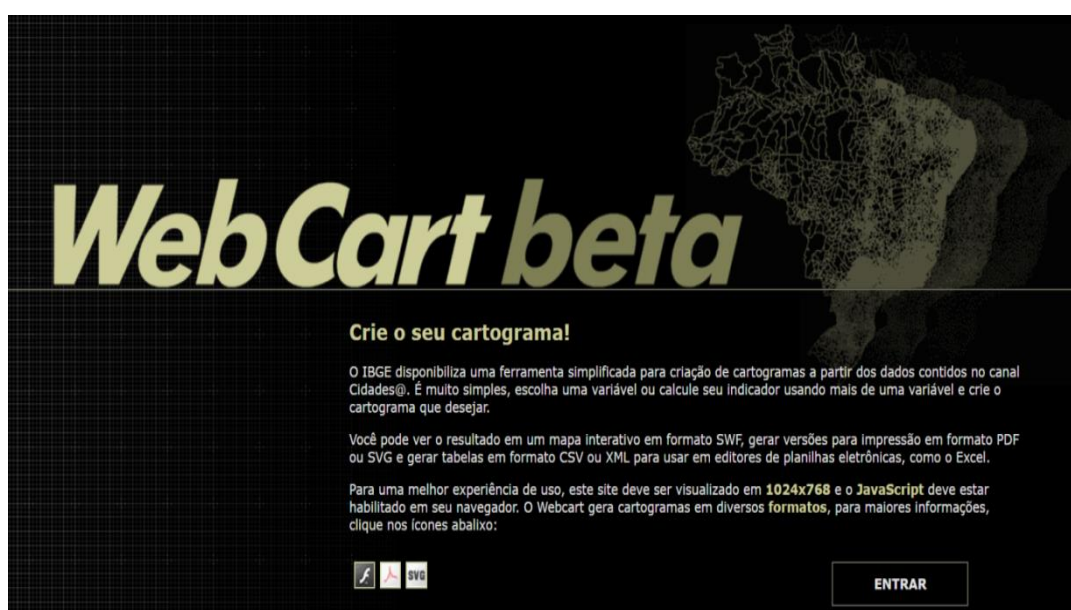 WebCart beta
Crie o seu cartograma!
O IBGE disponibiliza uma ferramenta simplificada para criação de cartogramas a partir dos dados contidos no canal
Cidades@. É muito simples, escolha uma variável ou calcule seu indicador usando mais de uma variável e crie o
cartograma que desejar.
Você pode ver o resultado em um mapa interativo em formato SWF, gerar versões para impressão em formato PDF
ou SVG e gerar tabelas em formato CSV ou XML para usar em editores de planilhas eletrônicas, como o Excel.
Para uma melhor experiência de uso, este site deve ser visualizado em 1024x768 e o JavaScript deve estar
habilitado em seu navegador. O Webcart gera cartogramas em diversos formatos, para maiores informações,
clique nos ícones abalixo:
SVG
ENTRAR